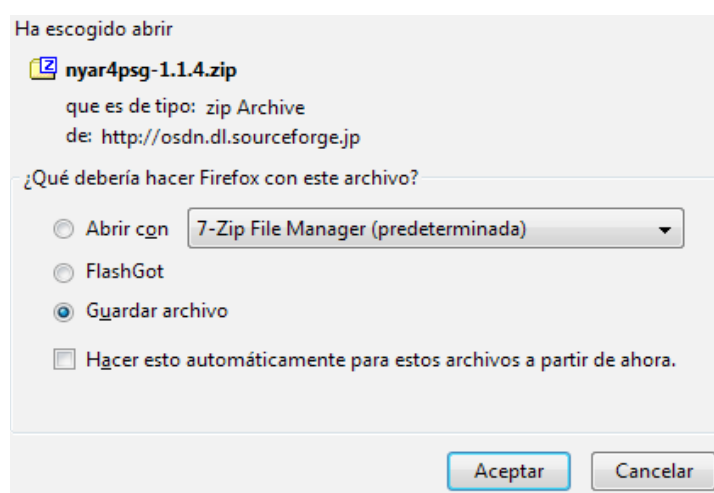 Ha escogido abrir
nyar4psg-1.1.4.zip
que es de tipo: zip Archive
de: http://osdn.dl.sourceforge.jp
¿Qué debería hacer Firefox con este archivo?
Abrir con 7-Zip File Manager (predeterminada)
FlashGot
Guardar archivo
Hacer esto automáticamente para estos archivos a partir de ahora.
Aceptar Cancelar